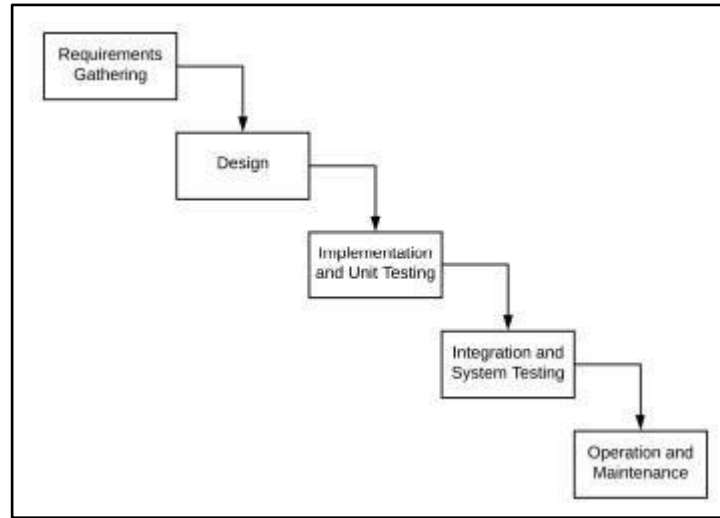 Requirements
Gathering
Design
Implementation
and Unit Testing
Integration and
System Testing
Operation and
Maintenance